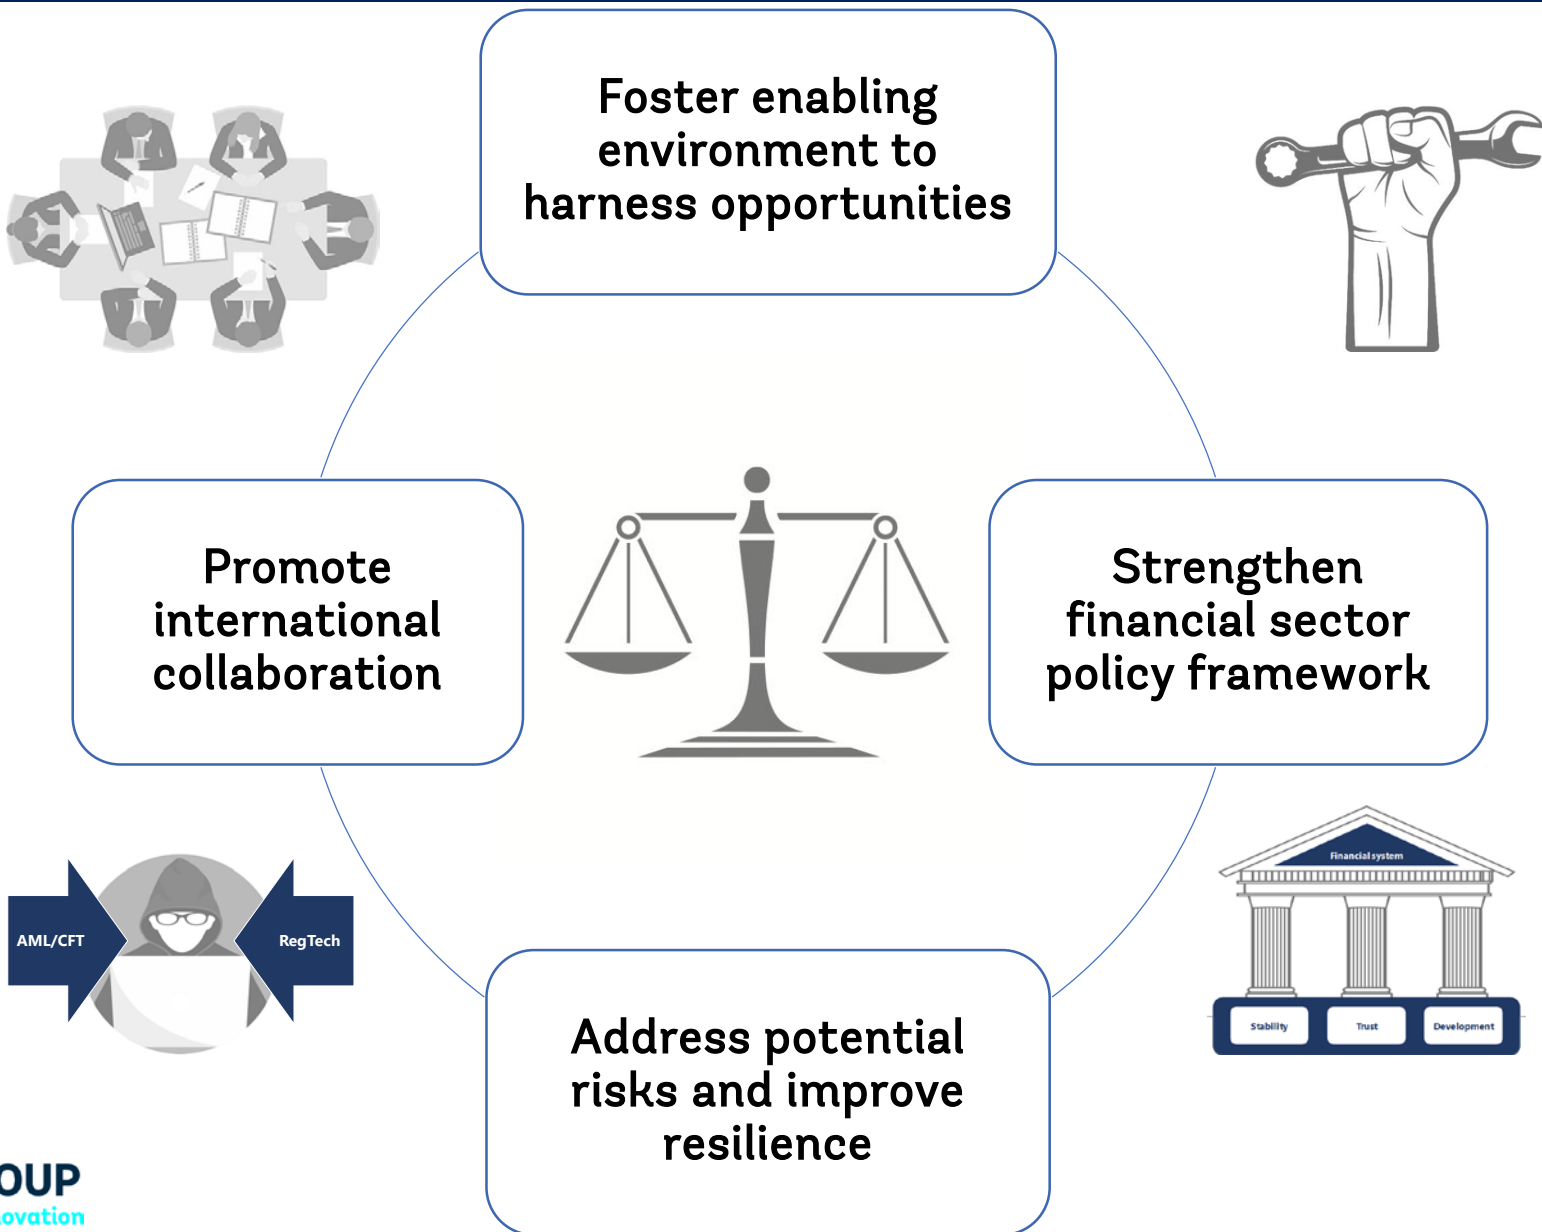 Foster enabling
environment to
harness opportunities
Promote
international
collaboration
Strengthen
financial sector
policy framework
Financial system
Stability
Trust
Development
AML/CFT
RegTech
Address potential
risks and improve
resilience
OUP
ovation